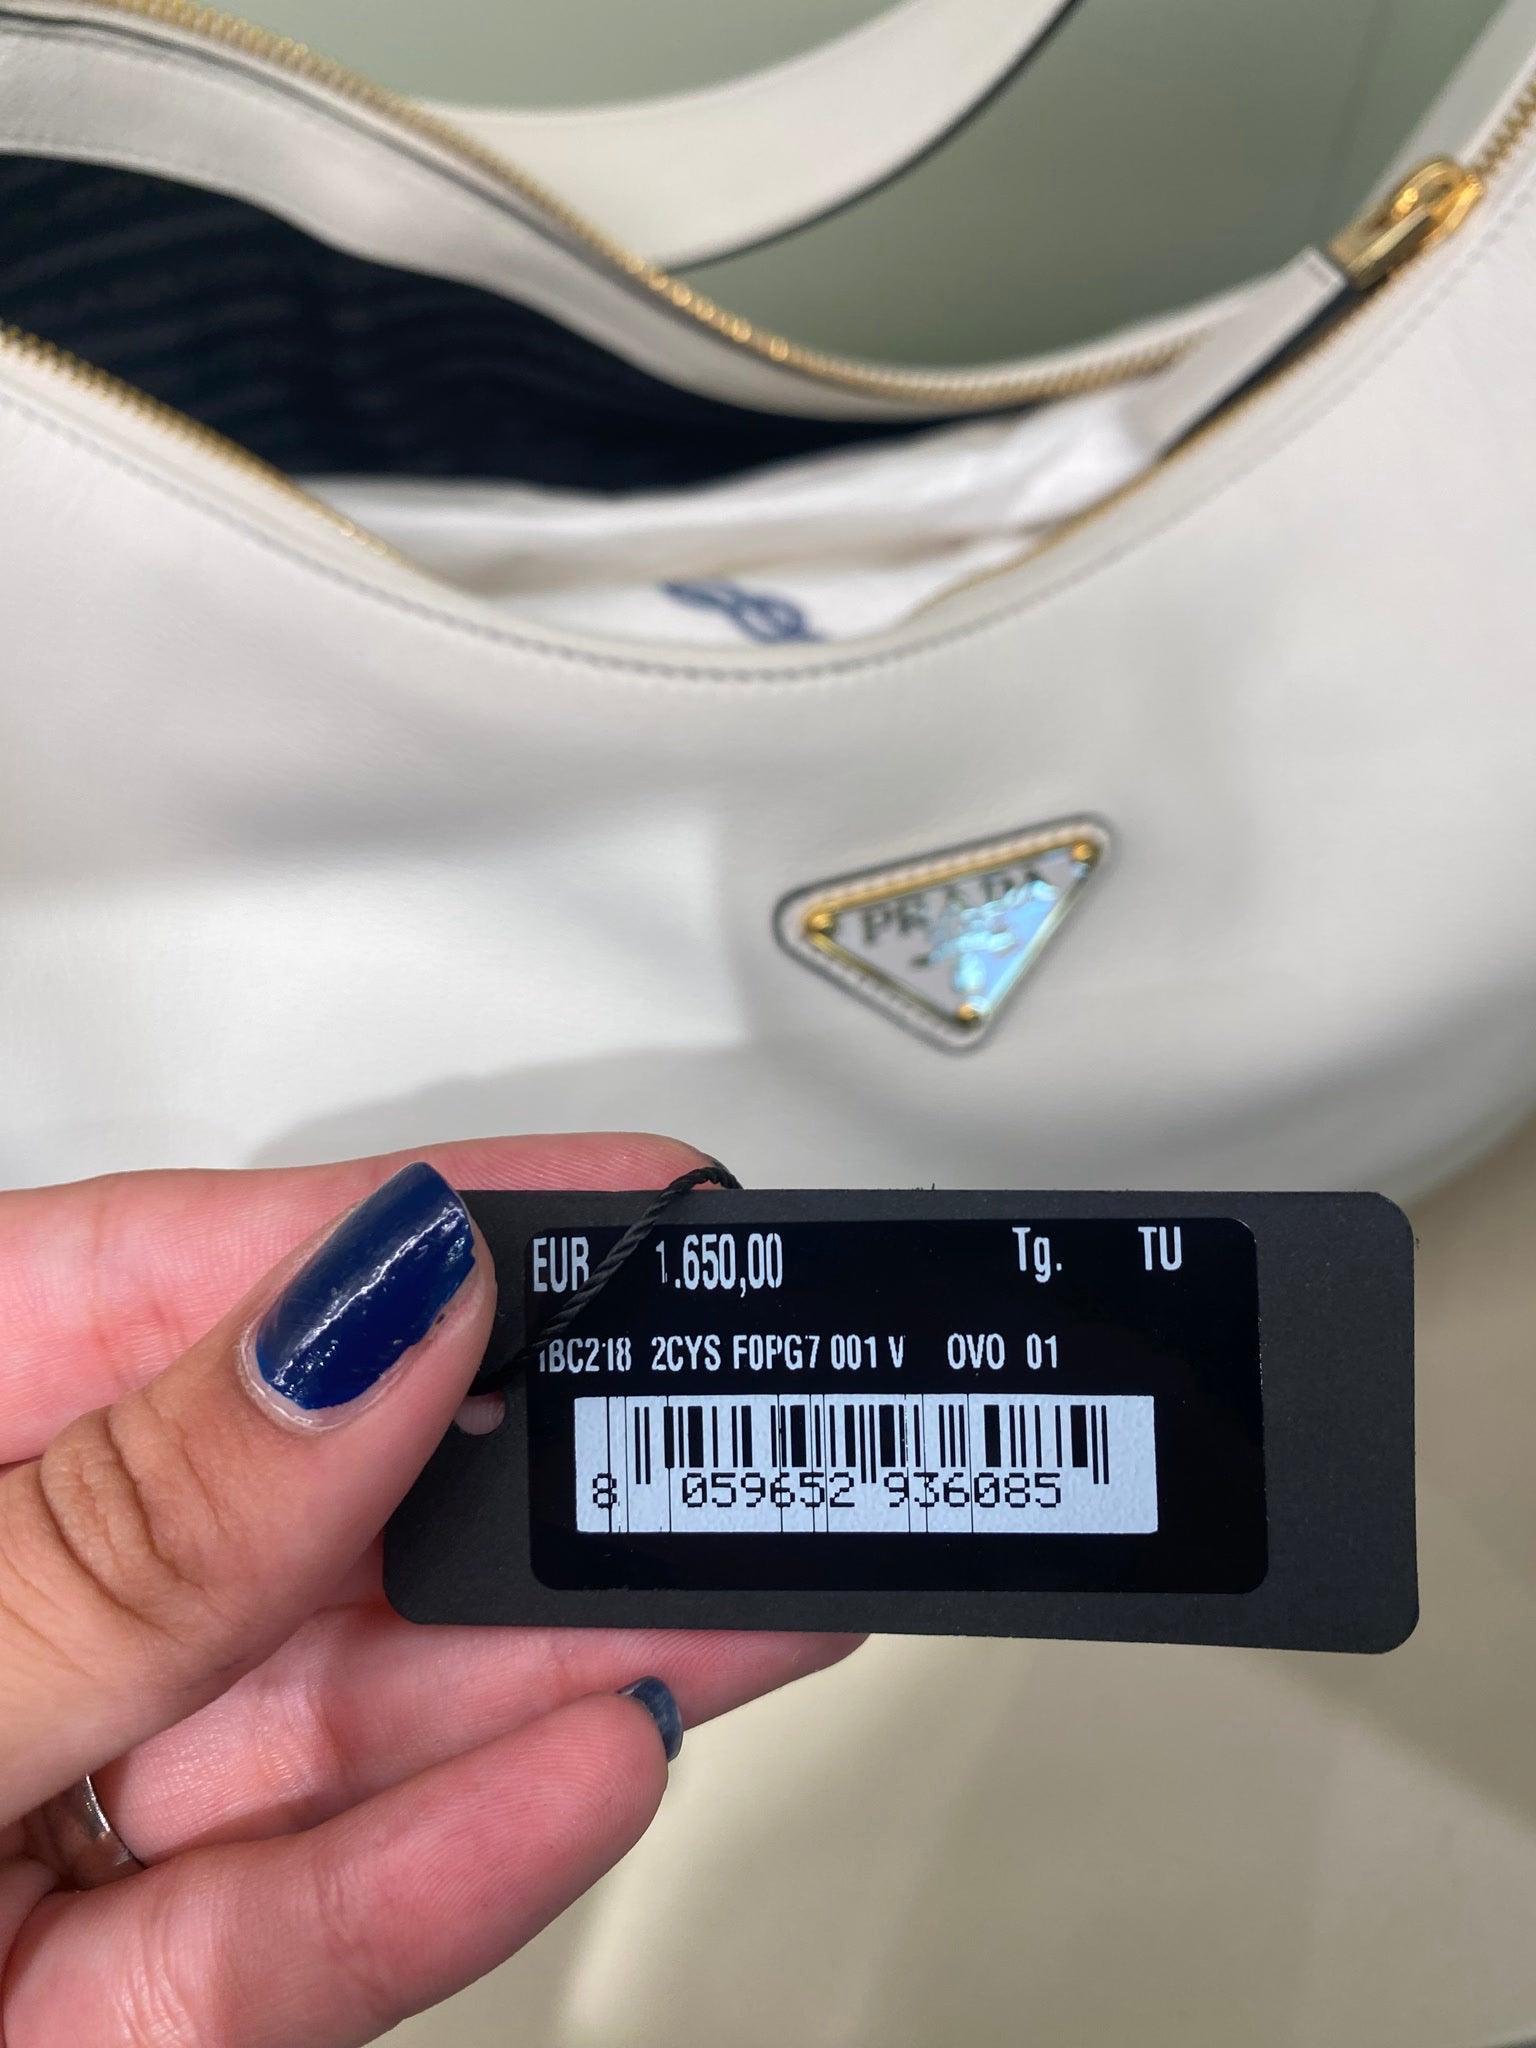 PRADA
EUR 1.650,00 Tg. TU
1BC218 2CYS F0PG7 001 V OVO 01
8 059652 936085